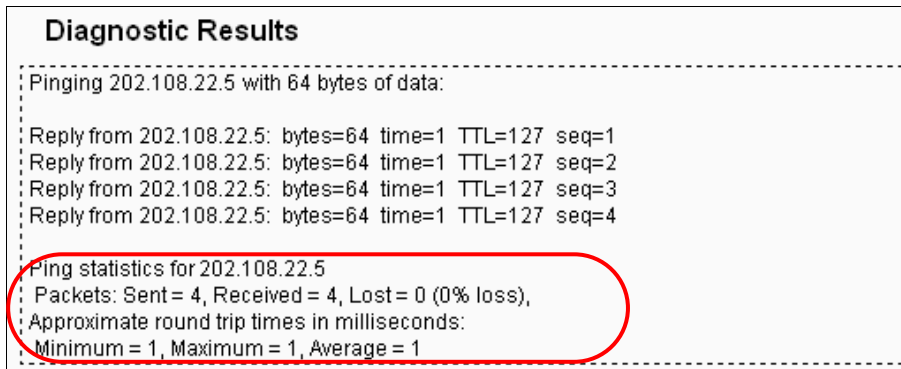 Diagnostic Results
Pinging 202.108.22.5 with 64 bytes of data:
Reply from 202.108.22.5: bytes=64 time=1 TTL=127 seq=1
Reply from 202.108.22.5: bytes=64 time=1 TTL=127 seq=2
Reply from 202.108.22.5: bytes=64 time=1 TTL=127 seq=3
Reply from 202.108.22.5: bytes=64 time=1 TTL=127 seq=4
Ping statistics for 202.108.22.5
Packets: Sent = 4, Received = 4, Lost = 0 (0% loss),
Approximate round trip times in milliseconds:
Minimum = 1, Maximum = 1, Average = 1